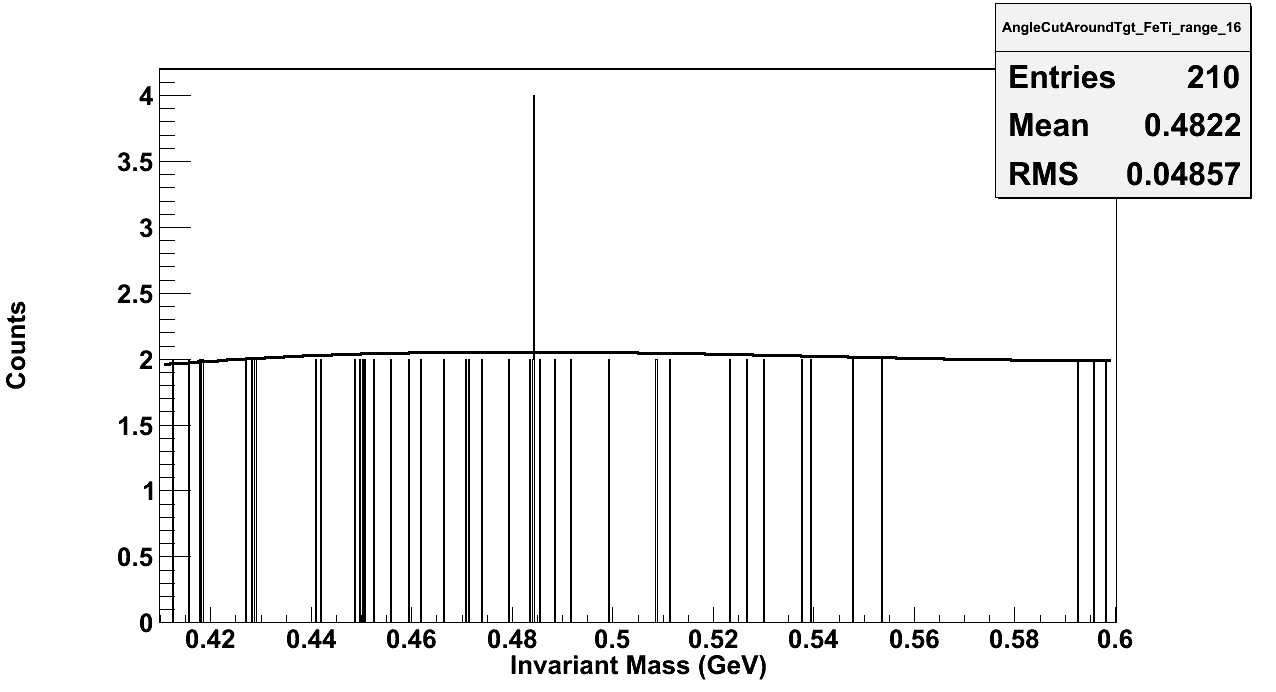 AngleCutAroundTgt_FeTi_range_16
Entries 210
Mean 0.4822
RMS 0.04857
4
3.5
3
2.5
2
1.5
1
0.5
0
Counts
0.42 0.44 0.46 0.48 0.5 0.52 0.54 0.56 0.58 0.6
Invariant Mass (GeV)